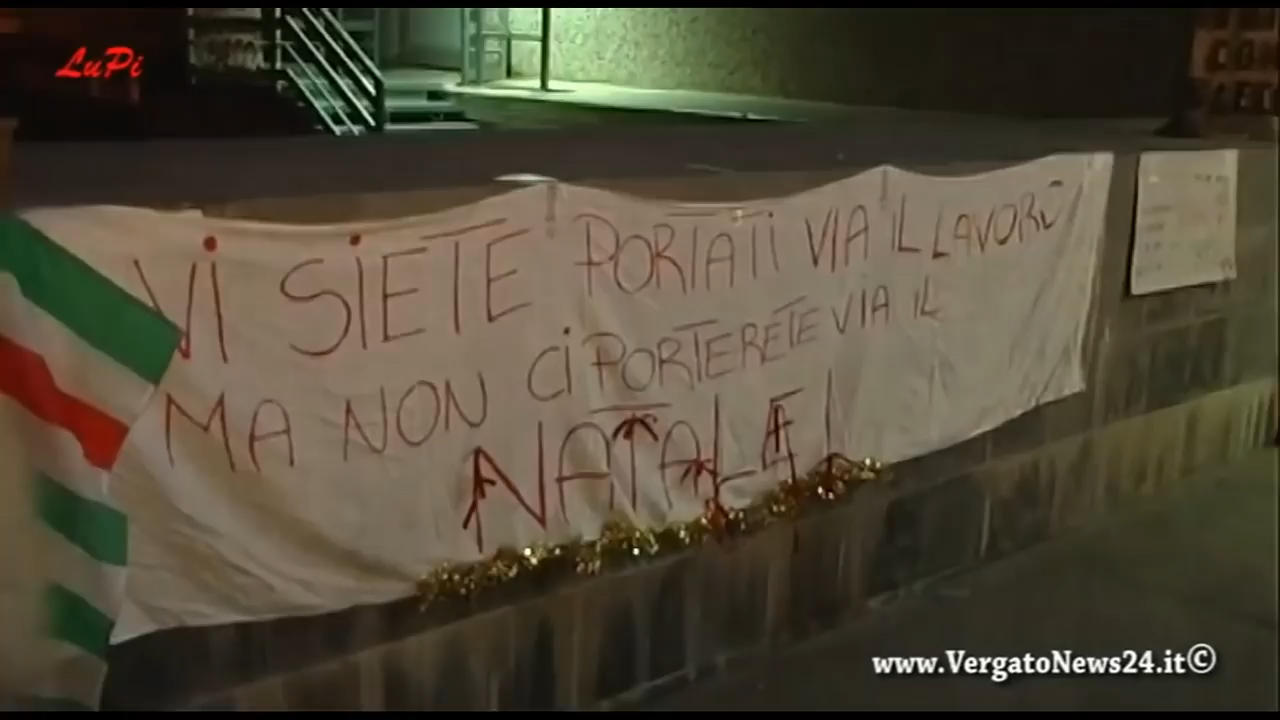 LuPi
VI SIETE PORTATI VIA IL LAVORO
MA NON CI PORTERETE VIA IL
NATALE!
www.VergatoNews24.it©